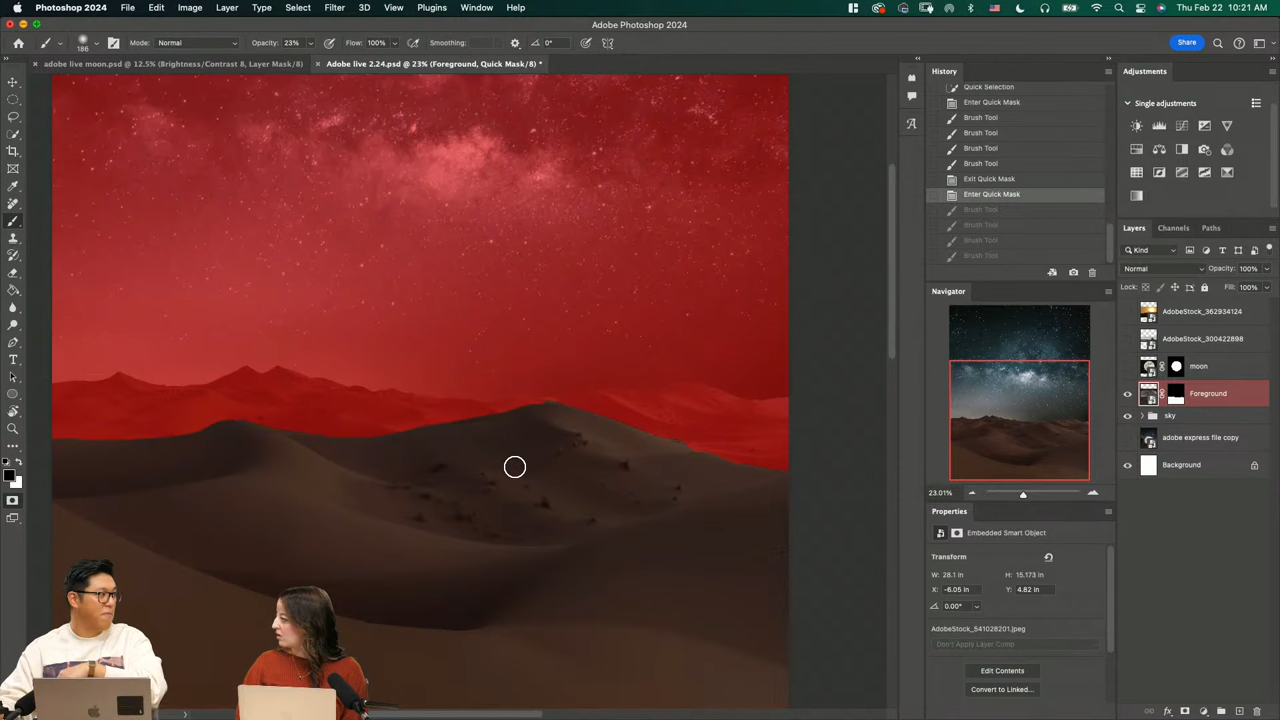 Photoshop 2024 File Edit Image Layer Type Select Filter 3D View Plugins Window Help Thu Feb 22 10:21 AM
Adobe Photoshop 2024
186 Mode: Normal Opacity: 23% Flow: 100% Smoothing: 0° Share
adobe live moon.psd @ 12.5% (Brightness/Contrast 8, Layer Mask/8)
Adobe live 2.24.psd @ 23% (Foreground, Quick Mask/8) *
History
Quick Selection
Enter Quick Mask
Brush Tool
Brush Tool
Brush Tool
Brush Tool
Exit Quick Mask
Enter Quick Mask
Brush Tool
Brush Tool
Brush Tool
Brush Tool
Navigator
23.01%
Properties
Embedded Smart Object
Transform
W: 28.1 in H: 15.173 in
X: -6.05 in Y: 4.82 in
0.00°
AdobeStock_541028201.jpeg
Don't Apply Layer Comp
Edit Contents
Convert to Linked...
Adjustments
Single adjustments
Layers Channels Paths
Kind
Normal Opacity: 100%
Lock: Fill: 100%
AdobeStock_362934124
AdobeStock_300422898
moon
Foreground
sky
adobe express file copy
Background